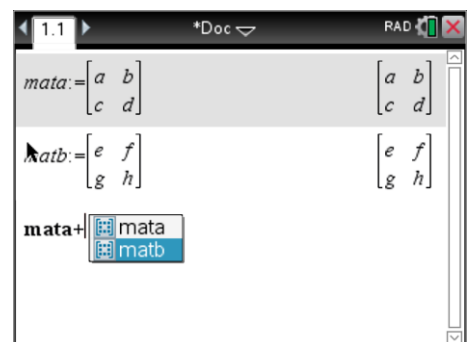 1.1 *Doc RAD
mata:=[a b
c d] [a b
c d]
matb:=[e f
g h] [e f
g h]
mata+ mata
matb